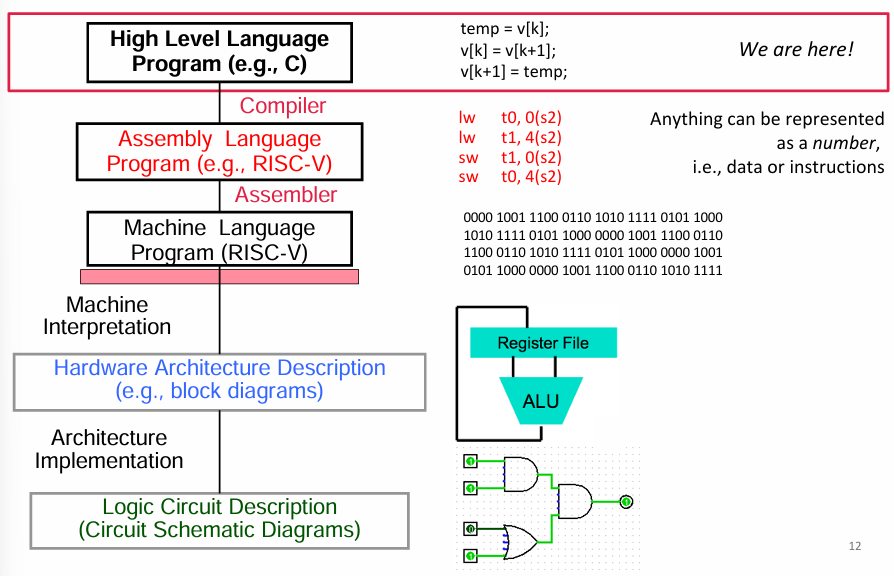 High Level Language
Program (e.g., C)
temp = v[k];
v[k] = v[k+1];
v[k+1] = temp;
We are here!
Compiler
Assembly Language
Program (e.g., RISC-V)
lw t0, 0(s2)
lw t1, 4(s2)
sw t1, 0(s2)
sw t0, 4(s2)
Anything can be represented
as a number,
i.e., data or instructions
Assembler
Machine Language
Program (RISC-V)
0000 1001 1100 0110 1010 1111 0101 1000
1010 1111 0101 1000 0000 1001 1100 0110
1100 0110 1010 1111 0101 1000 0000 1001
0101 1000 0000 1001 1100 0110 1010 1111
Machine
Interpretation
Hardware Architecture Description
(e.g., block diagrams)
Register File
ALU
Architecture
Implementation
Logic Circuit Description
(Circuit Schematic Diagrams)
1
1
0
1
1
12